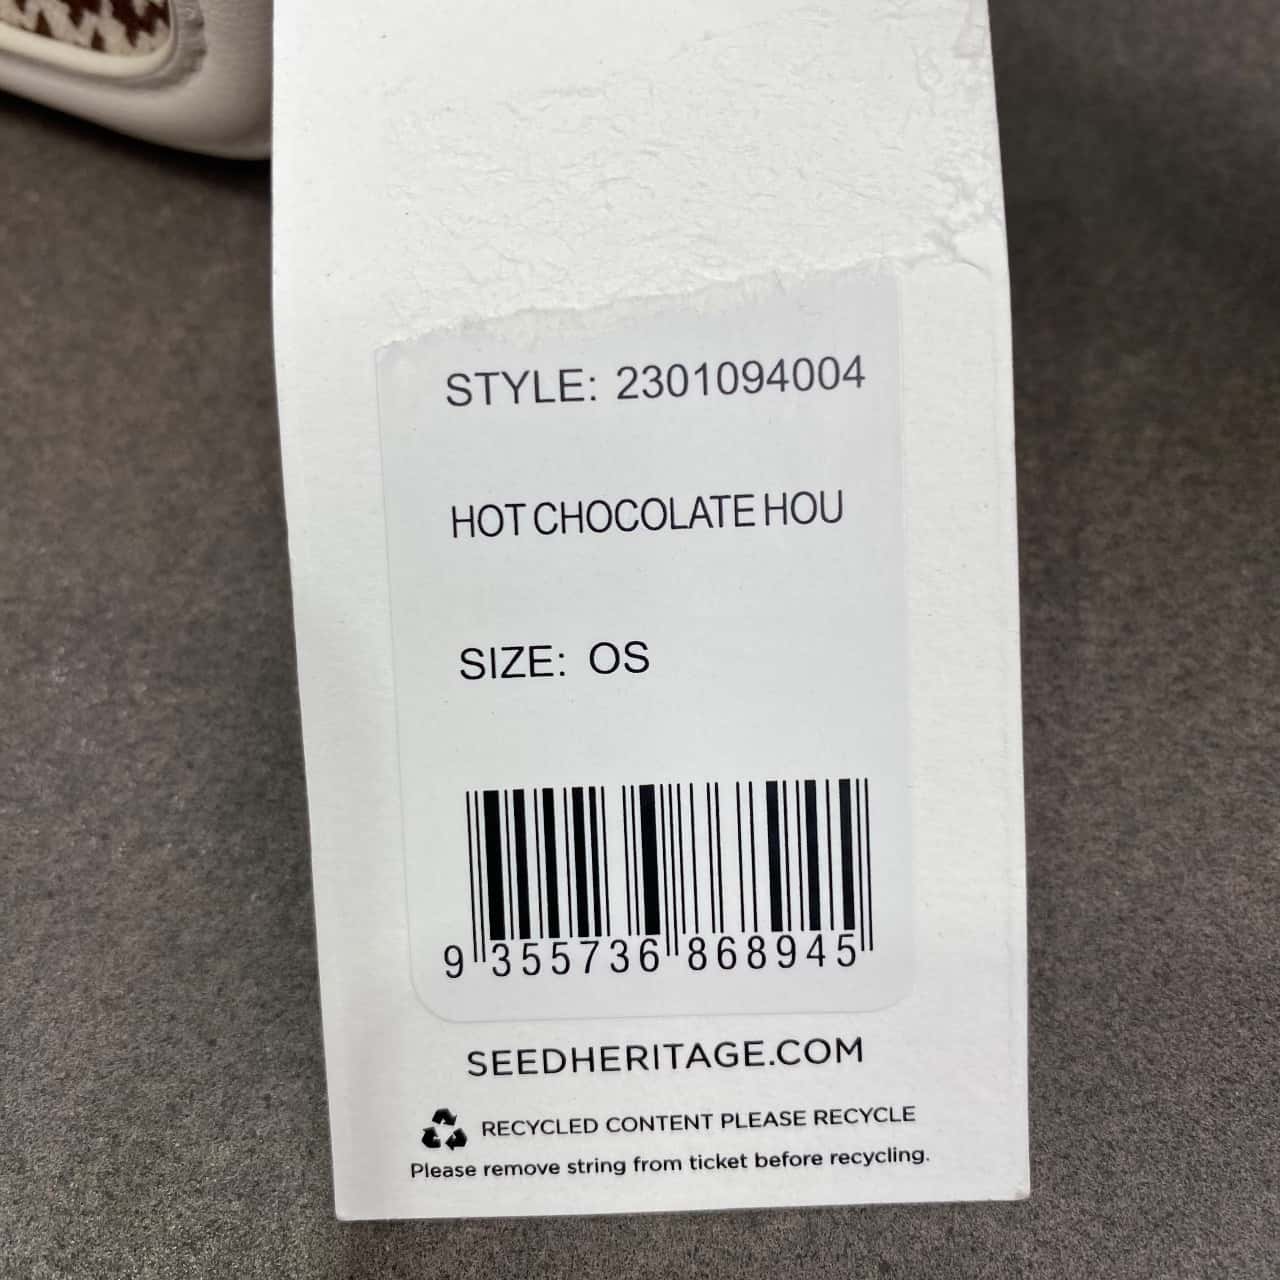 STYLE: 2301094004
HOT CHOCOLATE HOU
SIZE: OS
9 355736 868945
SEEDHERITAGE.COM
RECYCLED CONTENT PLEASE RECYCLE
Please remove string from ticket before recycling.